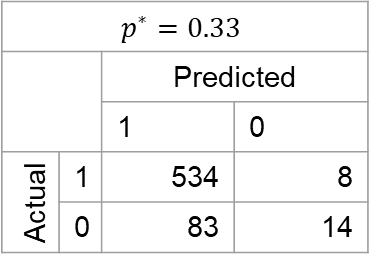 p* = 0.33
Predicted
1 0
Actual 1 534 8
0 83 14